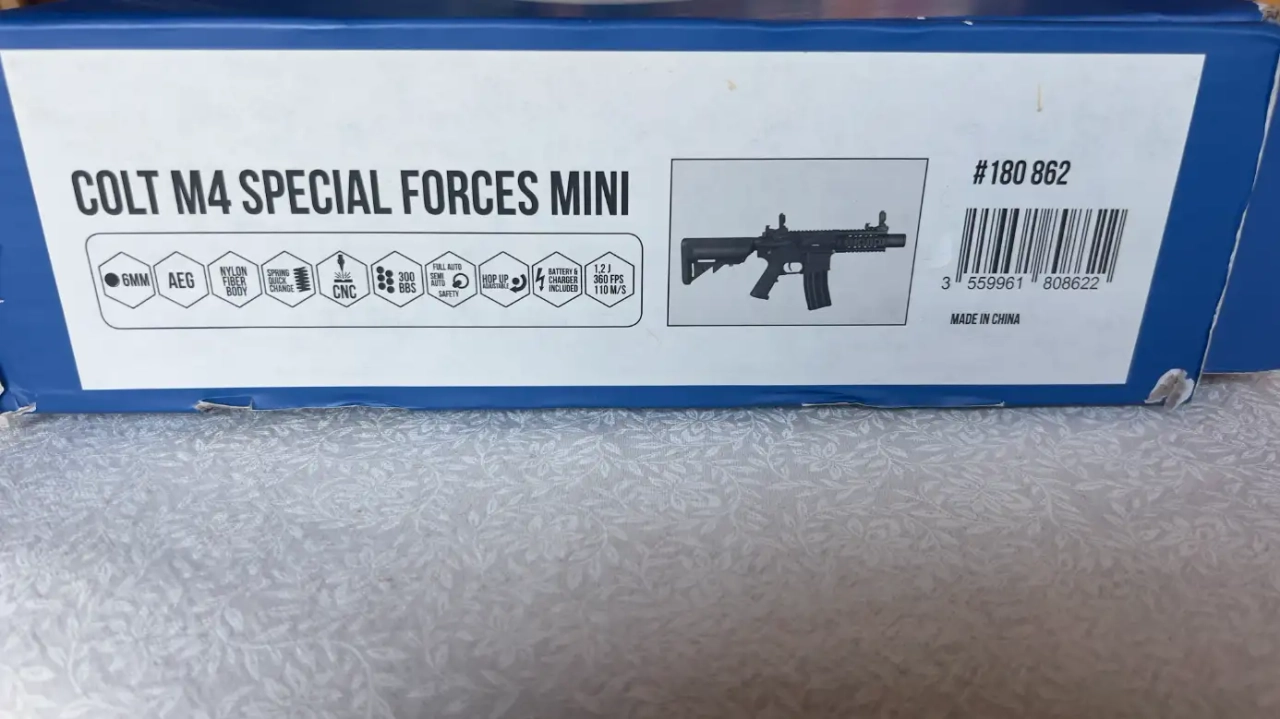 COLT M4 SPECIAL FORCES MINI
6MM
AEG
NYLON
FIBER
BODY
SPRING
QUICK
CHANGE
CNC
300
BBS
FULL AUTO
SEMI
AUTO
SAFETY
HOP UP
ADJUSTABLE
BATTERY &
CHARGER
INCLUDED
1,2 J
360 FPS
110 M/S
#180 862
3 559961 808622
MADE IN CHINA